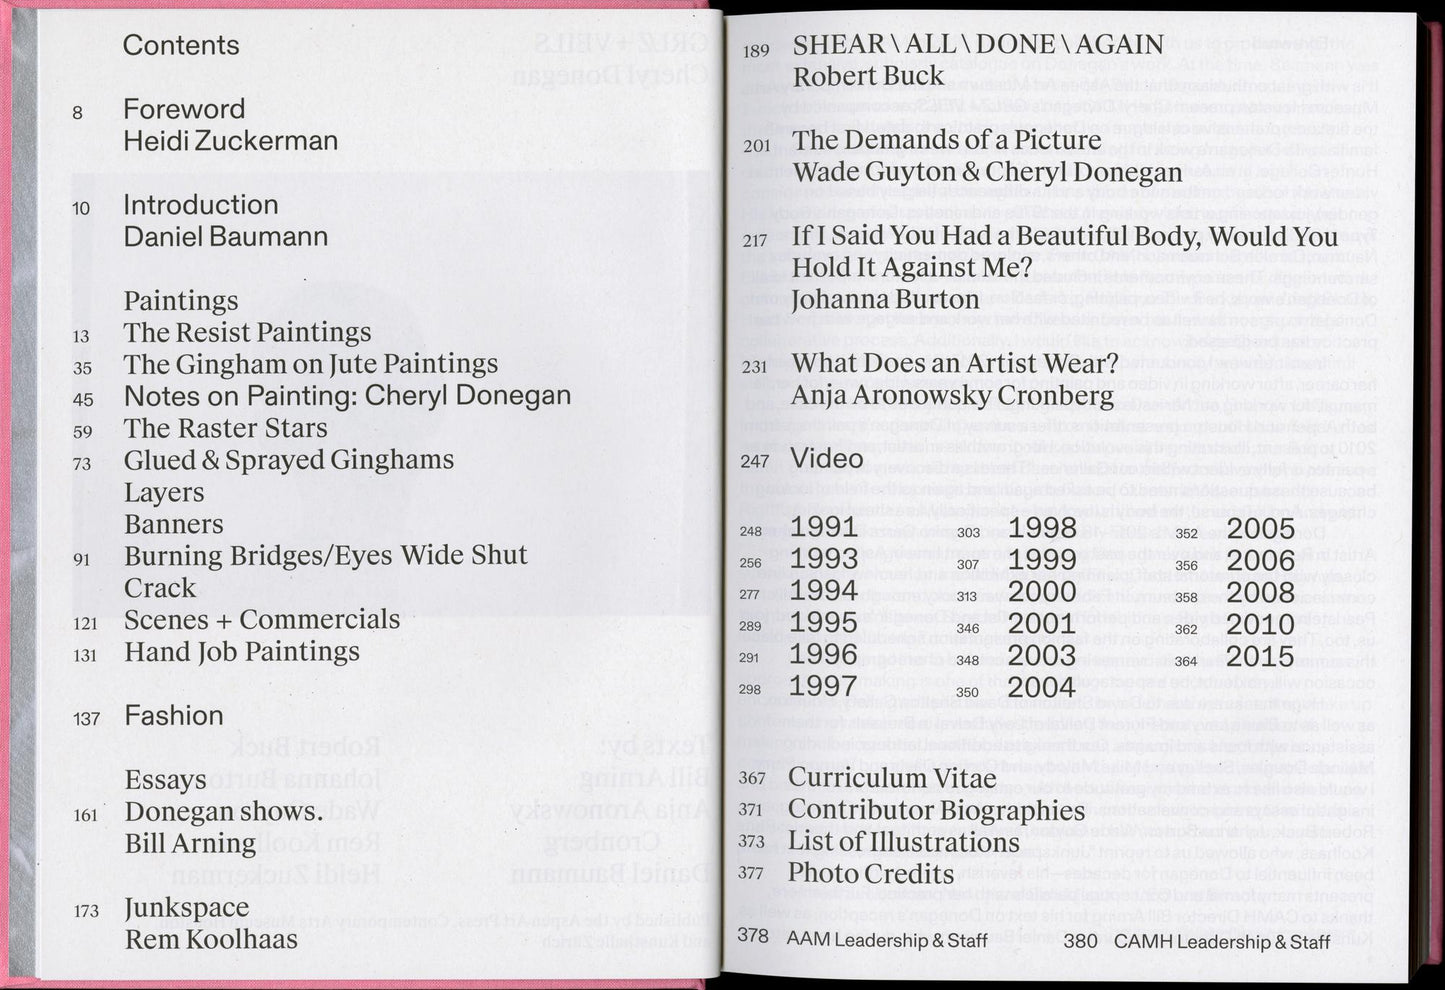 Contents
8 Foreword
Heidi Zuckerman
10 Introduction
Daniel Baumann
Paintings
13 The Resist Paintings
35 The Gingham on Jute Paintings
45 Notes on Painting: Cheryl Donegan
59 The Raster Stars
73 Glued & Sprayed Ginghams
Layers
Banners
91 Burning Bridges/Eyes Wide Shut
Crack
121 Scenes + Commercials
131 Hand Job Paintings
137 Fashion
Essays
161 Donegan shows.
Bill Arning
173 Junkspace
Rem Koolhaas
189 SHEAR \ ALL \ DONE \ AGAIN
Robert Buck
201 The Demands of a Picture
Wade Guyton & Cheryl Donegan
217 If I Said You Had a Beautiful Body, Would You
Hold It Against Me?
Johanna Burton
231 What Does an Artist Wear?
Anja Aronowsky Cronberg
247 Video
248 1991 303 1998 352 2005
256 1993 307 1999 356 2006
277 1994 313 2000 358 2008
289 1995 346 2001 362 2010
291 1996 348 2003 364 2015
298 1997 350 2004
367 Curriculum Vitae
371 Contributor Biographies
373 List of Illustrations
377 Photo Credits
378 AAM Leadership & Staff 380 CAMH Leadership & Staff